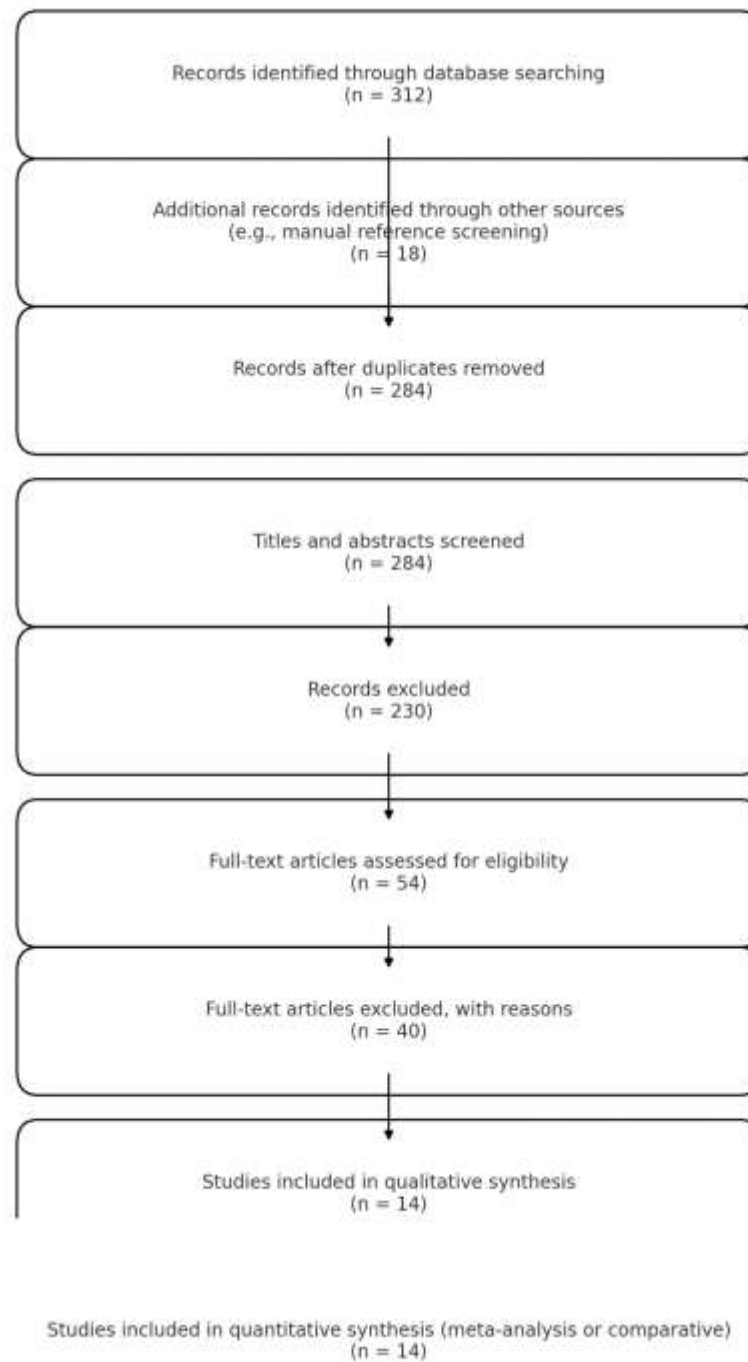 Records identified through database searching
(n = 312)
Additional records identified through other sources
(e.g., manual reference screening)
(n = 18)
Records after duplicates removed
(n = 284)
Titles and abstracts screened
(n = 284)
Records excluded
(n = 230)
Full-text articles assessed for eligibility
(n = 54)
Full-text articles excluded, with reasons
(n = 40)
Studies included in qualitative synthesis
(n = 14)
Studies included in quantitative synthesis (meta-analysis or comparative)
(n = 14)